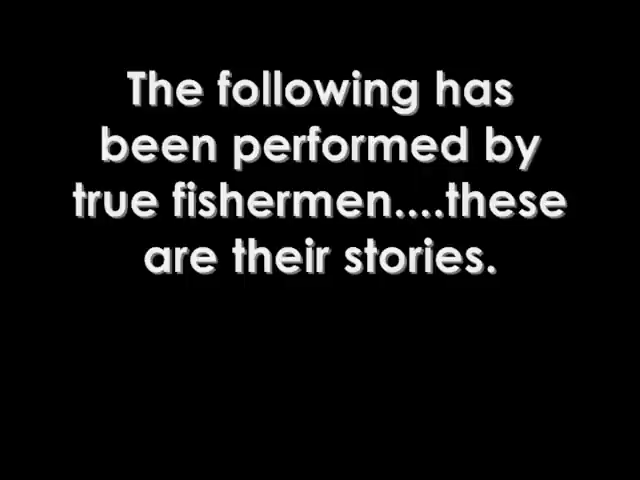 The following has
been performed by
true fishermen....these
are their stories.